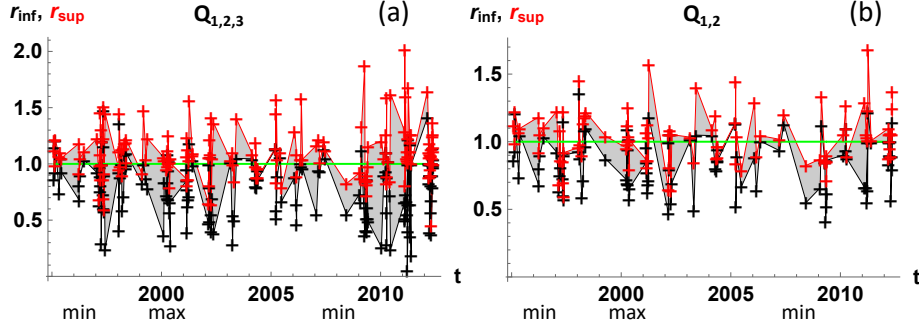 r_inf, r_sup Q_1,2,3 (a)
2.0
1.5
1.0
0.5
2000 2005 2010 t
min max min
r_inf, r_sup Q_1,2 (b)
1.5
1.0
0.5
2000 2005 2010 t
min max min